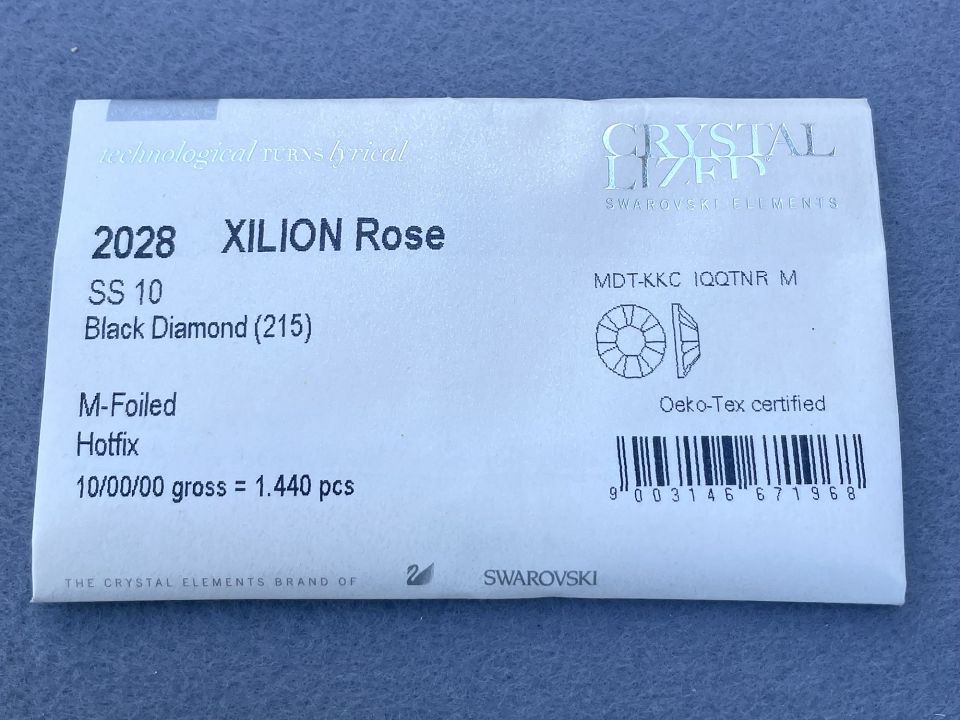 technological TURNS lyrical
CRYSTAL
LIZED
SWAROVSKI ELEMENTS
2028 XILION Rose
SS 10
Black Diamond (215)
MDT-KKC IQQTNR M
M-Foiled
Hotfix
10/00/00 gross = 1.440 pcs
Oeko-Tex certified
9 003146 671968
THE CRYSTAL ELEMENTS BRAND OF SWAROVSKI